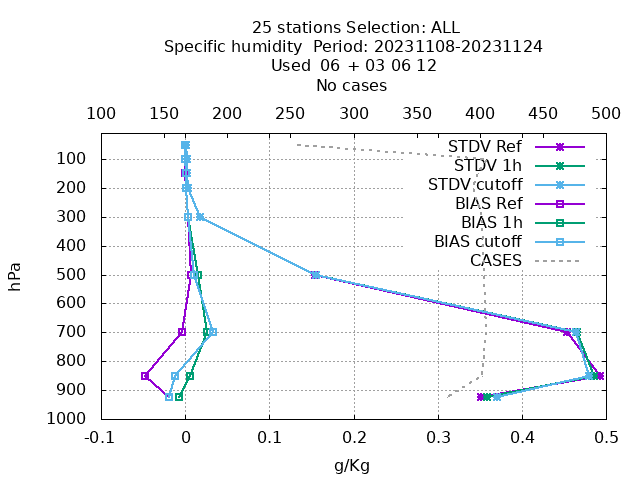 25 stations Selection: ALL
Specific humidity  Period: 20231108-20231124
Used  06 + 03 06 12
No cases
100 150 200 250 300 350 400 450 500
STDV Ref
STDV 1h
STDV cutoff
BIAS Ref
BIAS 1h
BIAS cutoff
CASES
hPa
100
200
300
400
500
600
700
800
900
1000
-0.1 0 0.1 0.2 0.3 0.4 0.5
g/Kg